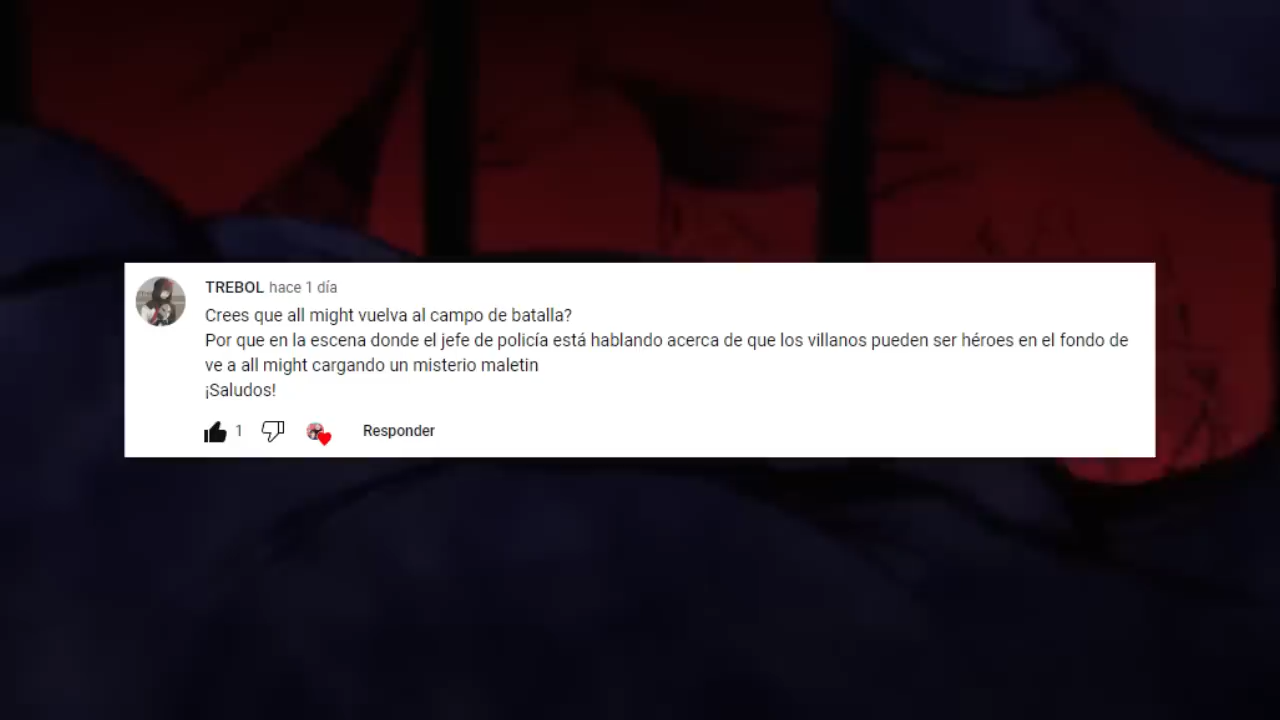 TREBOL hace 1 día
Crees que all might vuelva al campo de batalla?
Por que en la escena donde el jefe de policía está hablando acerca de que los villanos pueden ser héroes en el fondo de
ve a all might cargando un misterio maletin
¡Saludos!
1 Responder